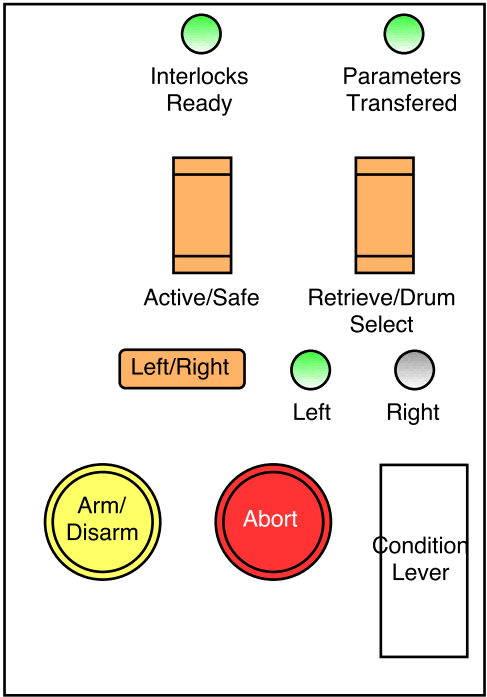 Interlocks
Ready
Parameters
Transfered
Active/Safe
Retrieve/Drum
Select
Left/Right
Left
Right
Arm/
Disarm
Abort
Condition
Lever